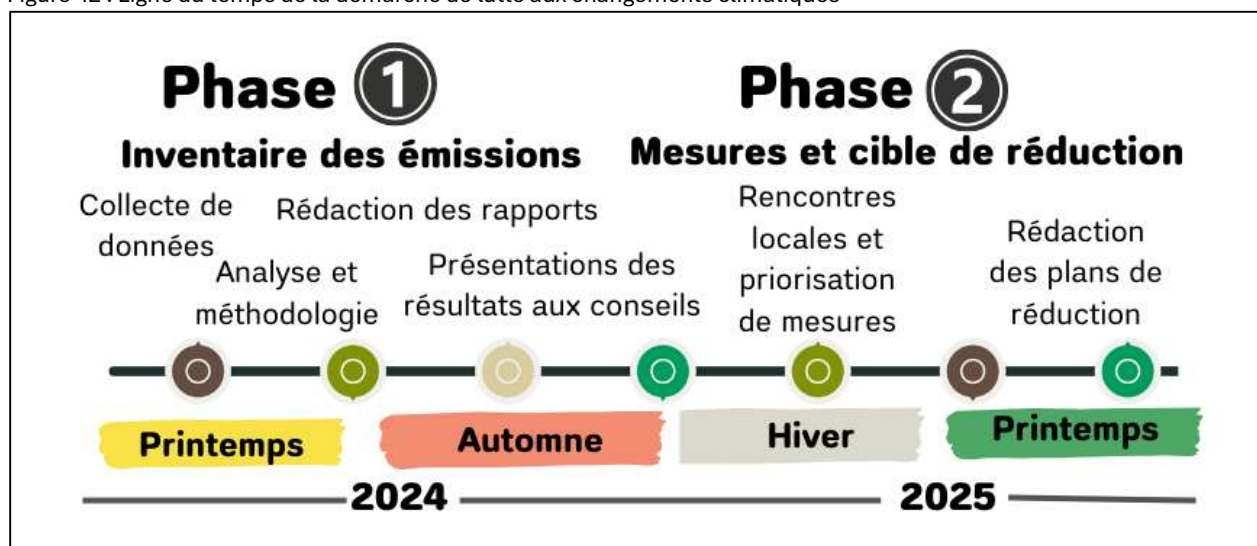 Phase 1
Inventaire des émissions
Collecte de
données
Analyse et
méthodologie
Rédaction des rapports
Présentations des
résultats aux conseils
Phase 2
Mesures et cible de réduction
Rencontres
locales et
priorisation
de mesures
Rédaction
des plans de
réduction
Printemps
Automne
Hiver
Printemps
2024
2025